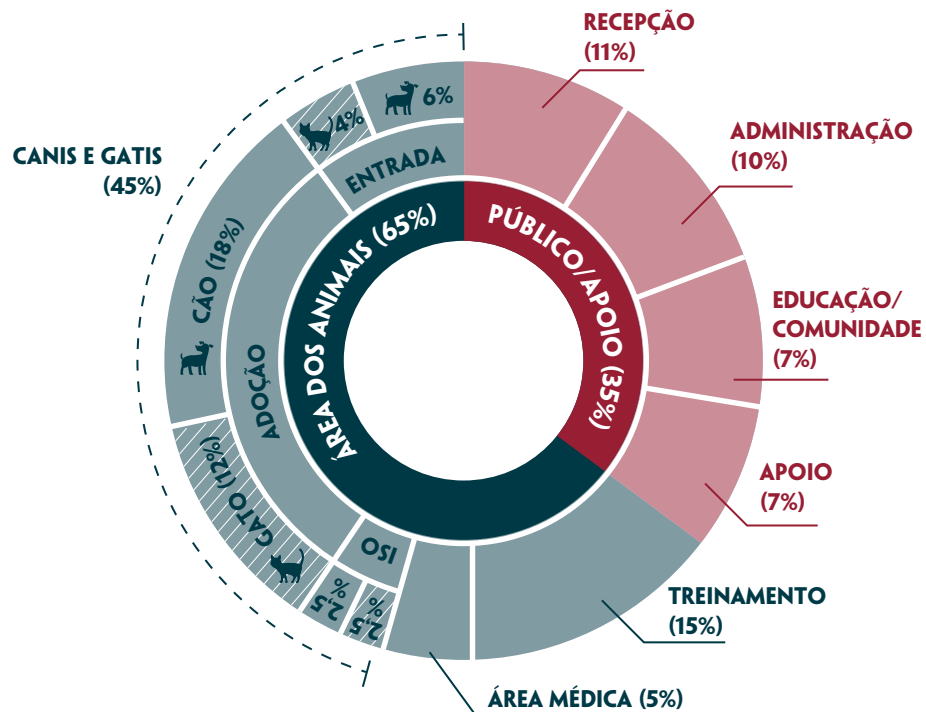 RECEPÇÃO
(11%)
ADMINISTRAÇÃO
(10%)
EDUCAÇÃO/
COMUNIDADE
(7%)
APOIO
(7%)
TREINAMENTO
(15%)
ÁREA MÉDICA (5%)
CANIS E GATIS
(45%)
6%
4%
ENTRADA
CÃO (18%)
ADOÇÃO
GATO (12%)
ISO
2,5%
2,5%
ÁREA DOS ANIMAIS (65%)
PÚBLICO/APOIO (35%)